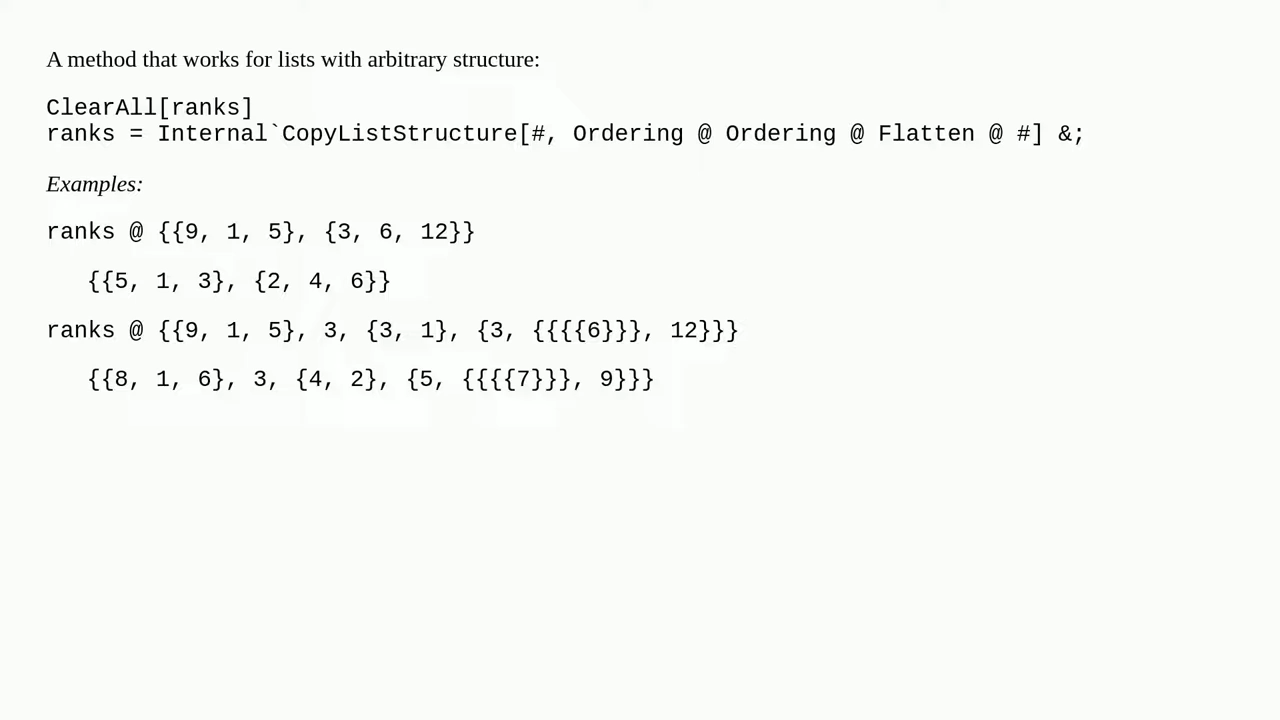 A method that works for lists with arbitrary structure:
ClearAll[ranks]
ranks = Internal`CopyListStructure[#, Ordering @ Ordering @ Flatten @ #] &;
Examples:
ranks @ {{9, 1, 5}, {3, 6, 12}}
{{5, 1, 3}, {2, 4, 6}}
ranks @ {{9, 1, 5}, 3, {3, 1}, {3, {{{{6}}}, 12}}}
{{8, 1, 6}, 3, {4, 2}, {5, {{{{7}}}, 9}}}